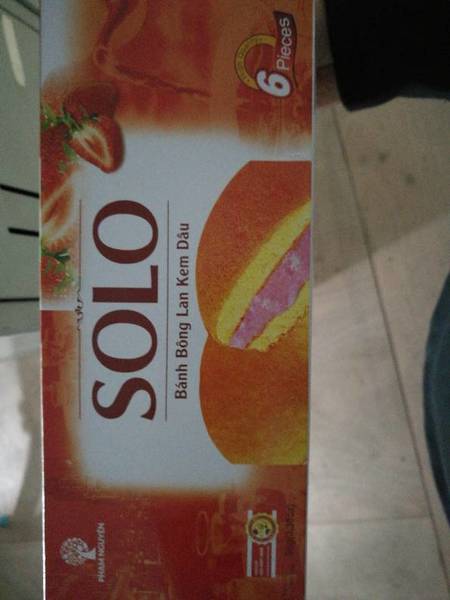 SOLO
Bánh Bông Lan Kem Dâu
6 Pieces
PHẠM NGUYÊN